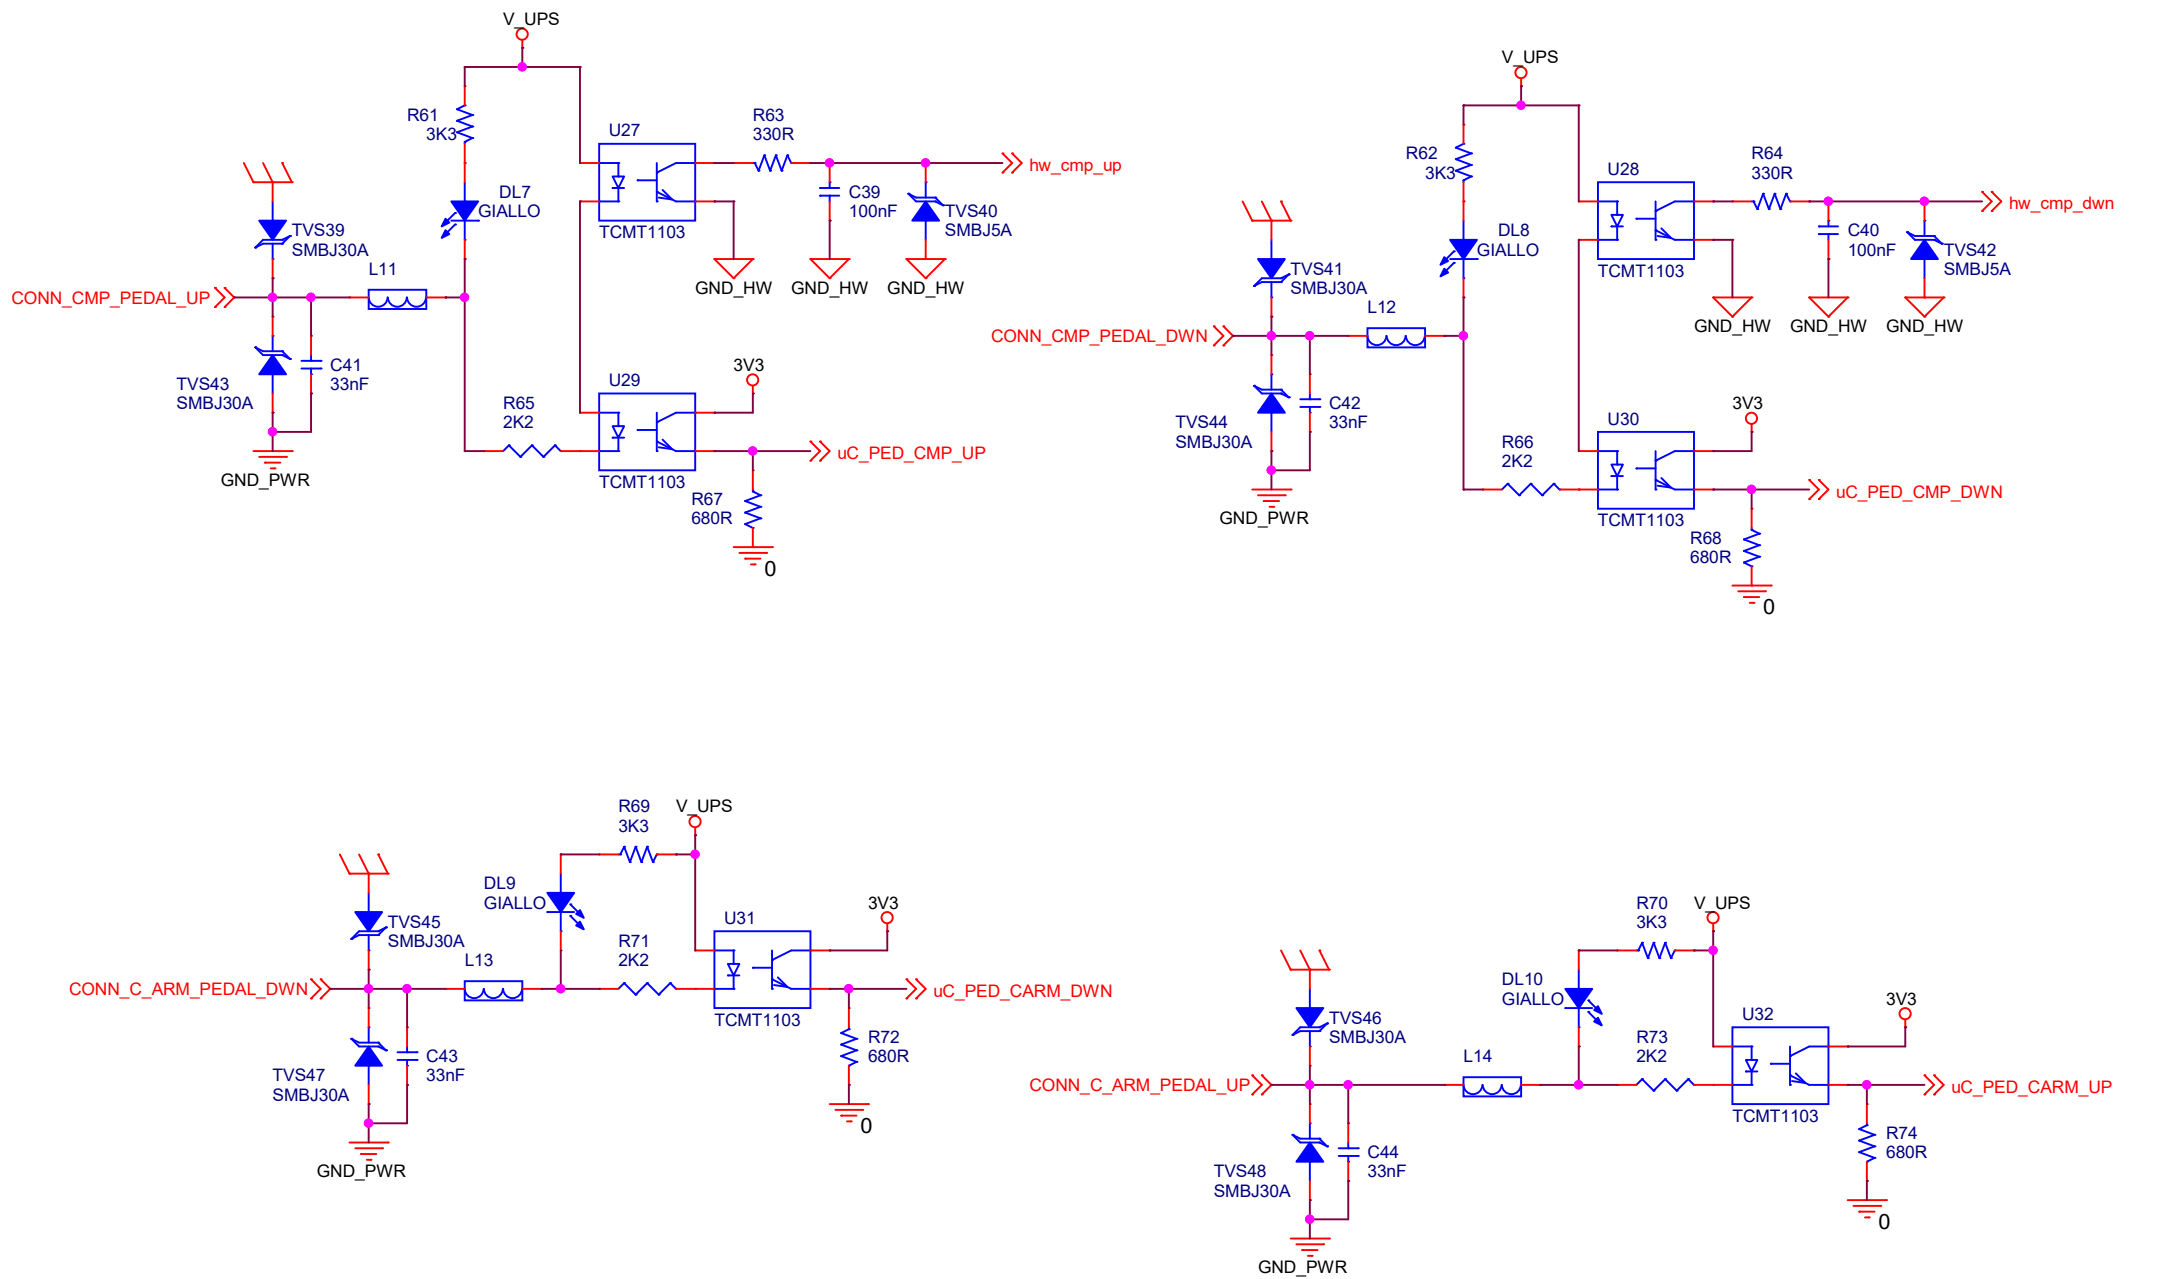 V_UPS
R61
3K3
U27
R63
330R
hw_cmp_up
DL7
GIALLO
C39
100nF
TVS40
SMBJ5A
TCMT1103
TVS39
SMBJ30A
L11
GND_HW
GND_HW
GND_HW
CONN_CMP_PEDAL_UP
C41
33nF
TVS43
SMBJ30A
U29
3V3
R65
2K2
uC_PED_CMP_UP
GND_PWR
TCMT1103
R67
680R
0
V_UPS
R62
3K3
U28
R64
330R
hw_cmp_dwn
DL8
GIALLO
C40
100nF
TVS42
SMBJ5A
TCMT1103
TVS41
SMBJ30A
L12
GND_HW
GND_HW
GND_HW
CONN_CMP_PEDAL_DWN
C42
33nF
TVS44
SMBJ30A
U30
3V3
R66
2K2
uC_PED_CMP_DWN
GND_PWR
TCMT1103
R68
680R
0
R69
3K3
V_UPS
DL9
GIALLO
U31
3V3
TVS45
SMBJ30A
L13
R71
2K2
CONN_C_ARM_PEDAL_DWN
uC_PED_CARM_DWN
TCMT1103
C43
33nF
TVS47
SMBJ30A
R72
680R
0
GND_PWR
R70
3K3
V_UPS
DL10
GIALLO
U32
3V3
TVS46
SMBJ30A
L14
R73
2K2
CONN_C_ARM_PEDAL_UP
uC_PED_CARM_UP
TCMT1103
C44
33nF
TVS48
SMBJ30A
R74
680R
0
GND_PWR